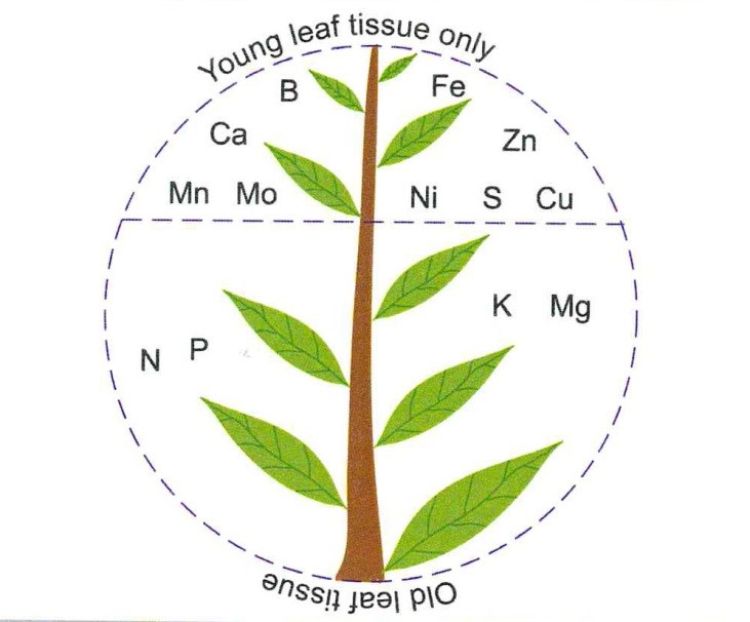 Young leaf tissue only
B Fe
Ca Zn
Mn Mo Ni S Cu
K Mg
N P
Old leaf tissue